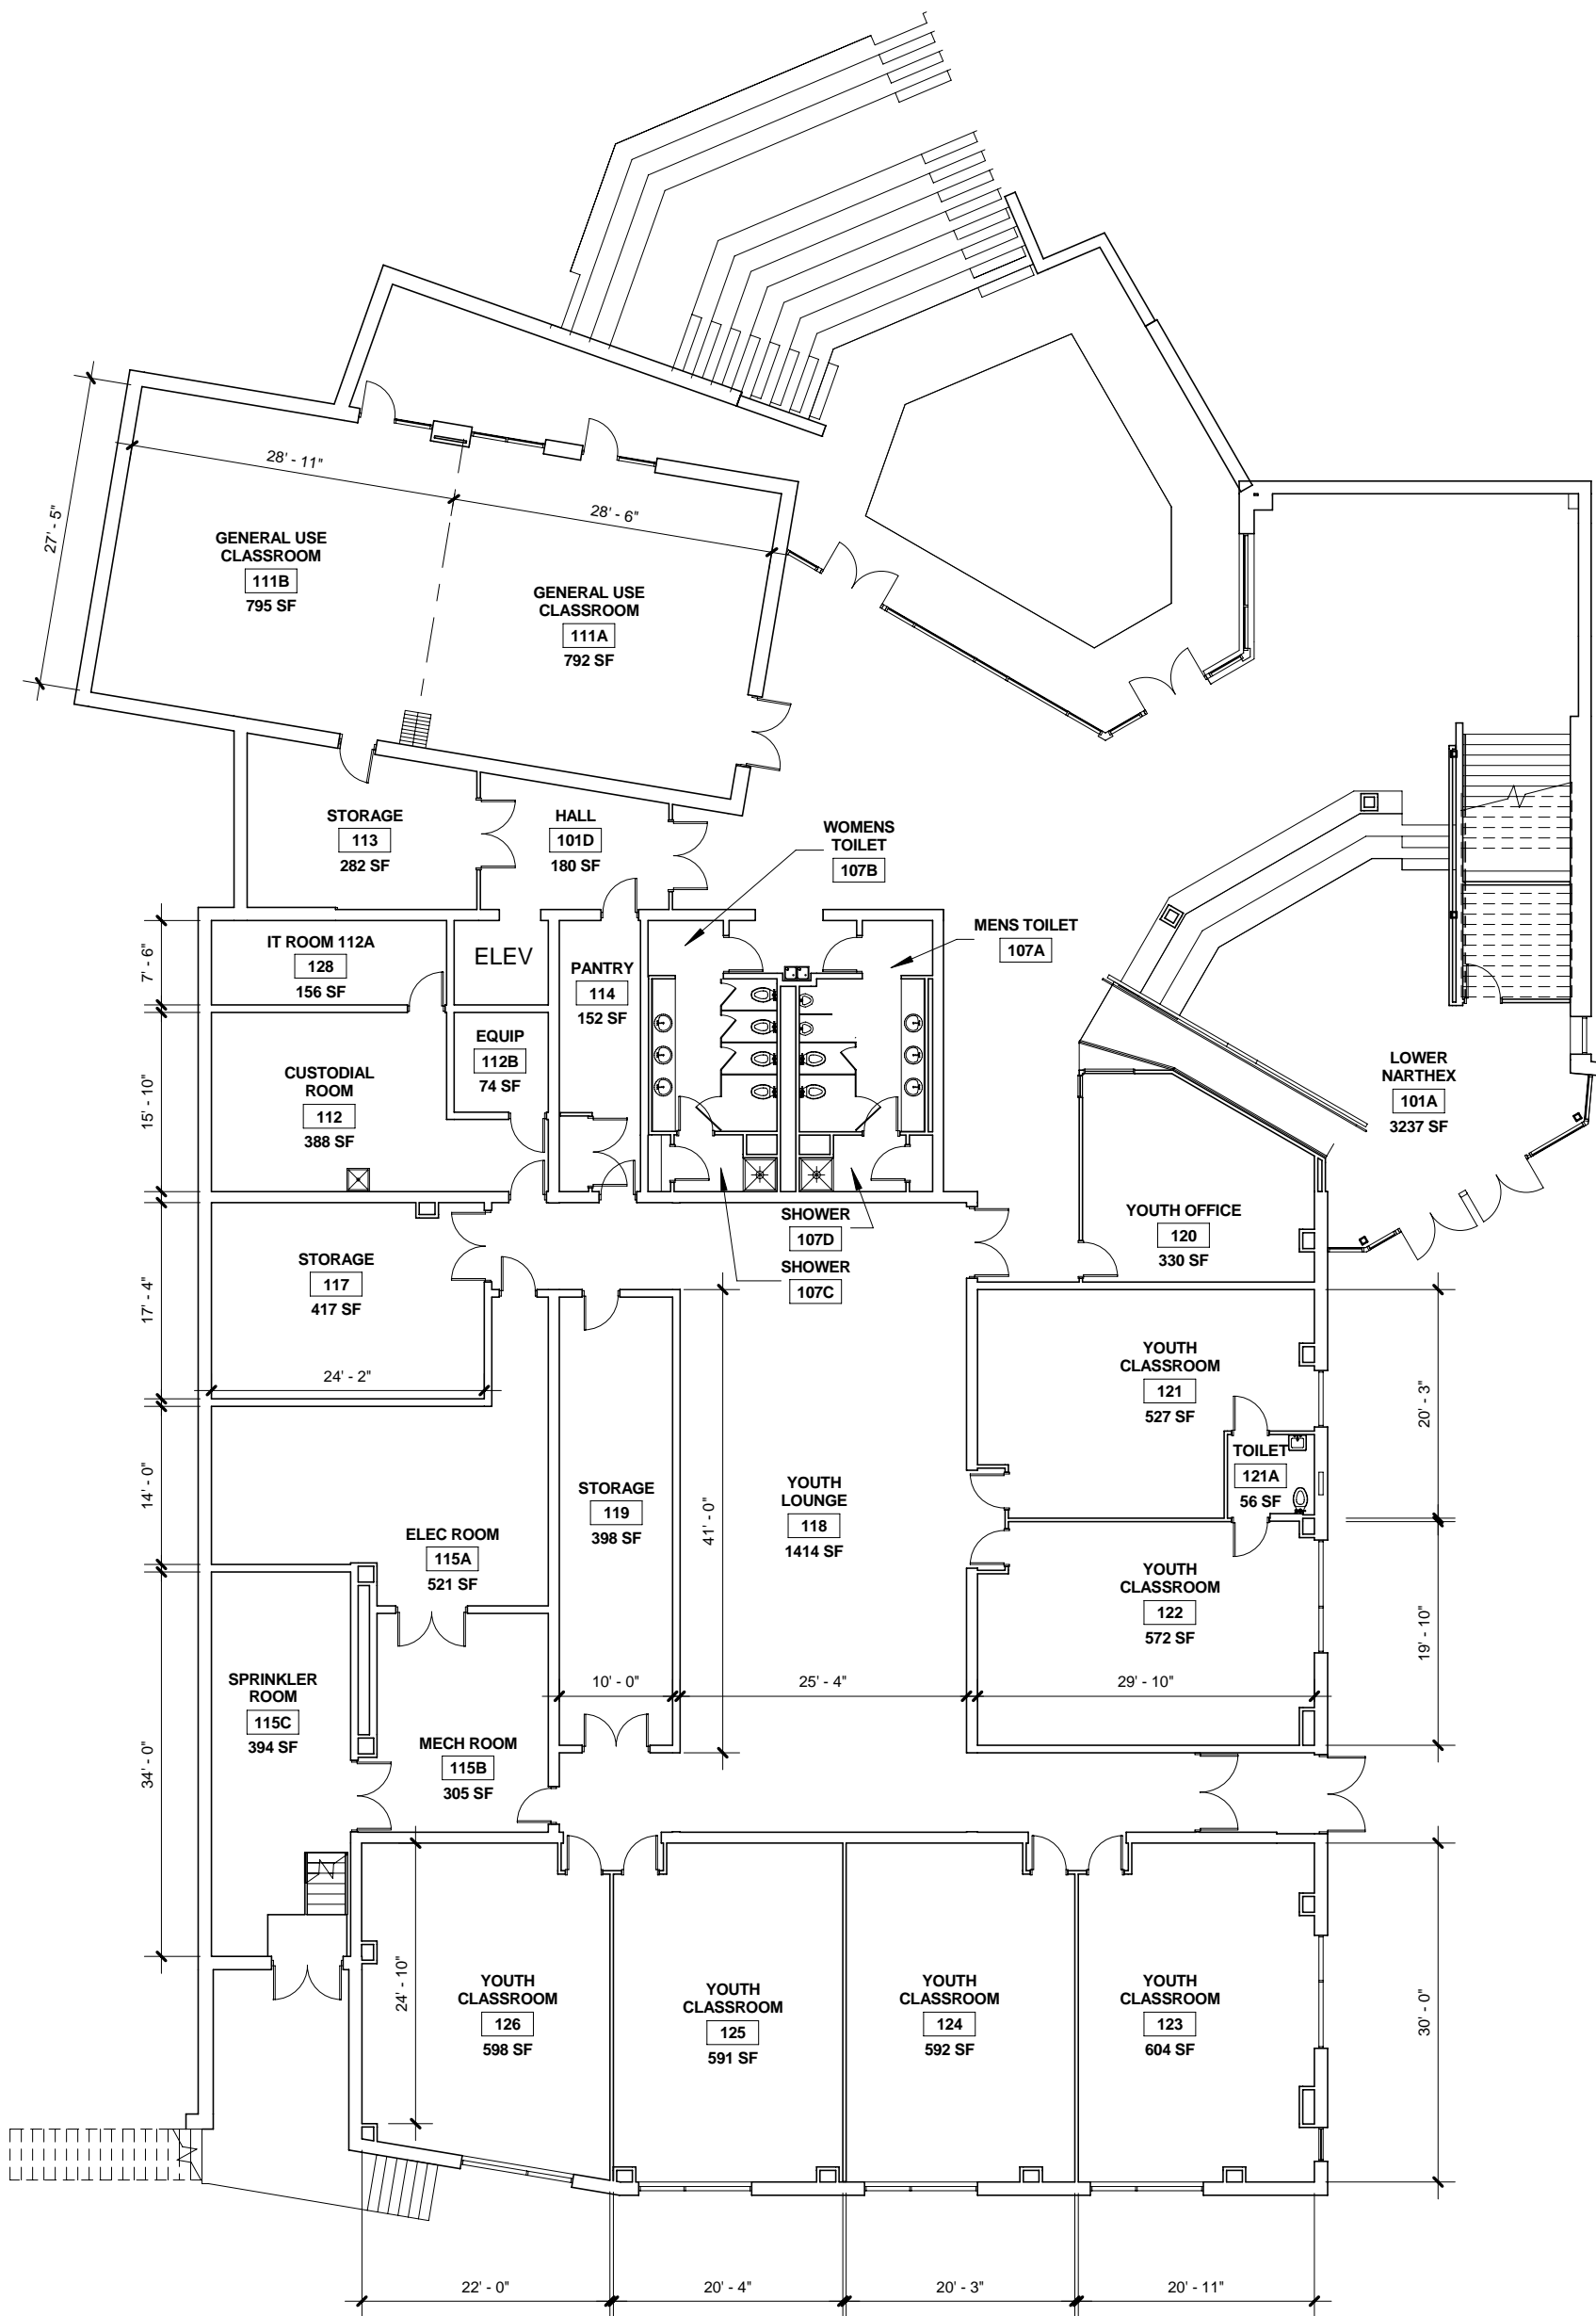 28' - 11"
27' - 5"
28' - 6"
GENERAL USE
CLASSROOM
111B
795 SF
GENERAL USE
CLASSROOM
111A
792 SF
STORAGE
113
282 SF
HALL
101D
180 SF
WOMENS
TOILET
107B
MENS TOILET
107A
7' - 6"
IT ROOM 112A
128
156 SF
ELEV
PANTRY
114
152 SF
EQUIP
112B
74 SF
15' - 10"
CUSTODIAL
ROOM
112
388 SF
LOWER
NARTHEX
101A
3237 SF
SHOWER
107D
SHOWER
107C
YOUTH OFFICE
120
330 SF
17' - 4"
STORAGE
117
417 SF
24' - 2"
YOUTH
CLASSROOM
121
527 SF
20' - 3"
TOILET
121A
56 SF
14' - 0"
ELEC ROOM
115A
521 SF
STORAGE
119
398 SF
41' - 0"
YOUTH
LOUNGE
118
1414 SF
YOUTH
CLASSROOM
122
572 SF
19' - 10"
10' - 0"
25' - 4"
29' - 10"
SPRINKLER
ROOM
115C
394 SF
34' - 0"
MECH ROOM
115B
305 SF
24' - 10"
YOUTH
CLASSROOM
126
598 SF
YOUTH
CLASSROOM
125
591 SF
YOUTH
CLASSROOM
124
592 SF
YOUTH
CLASSROOM
123
604 SF
30' - 0"
22' - 0"
20' - 4"
20' - 3"
20' - 11"